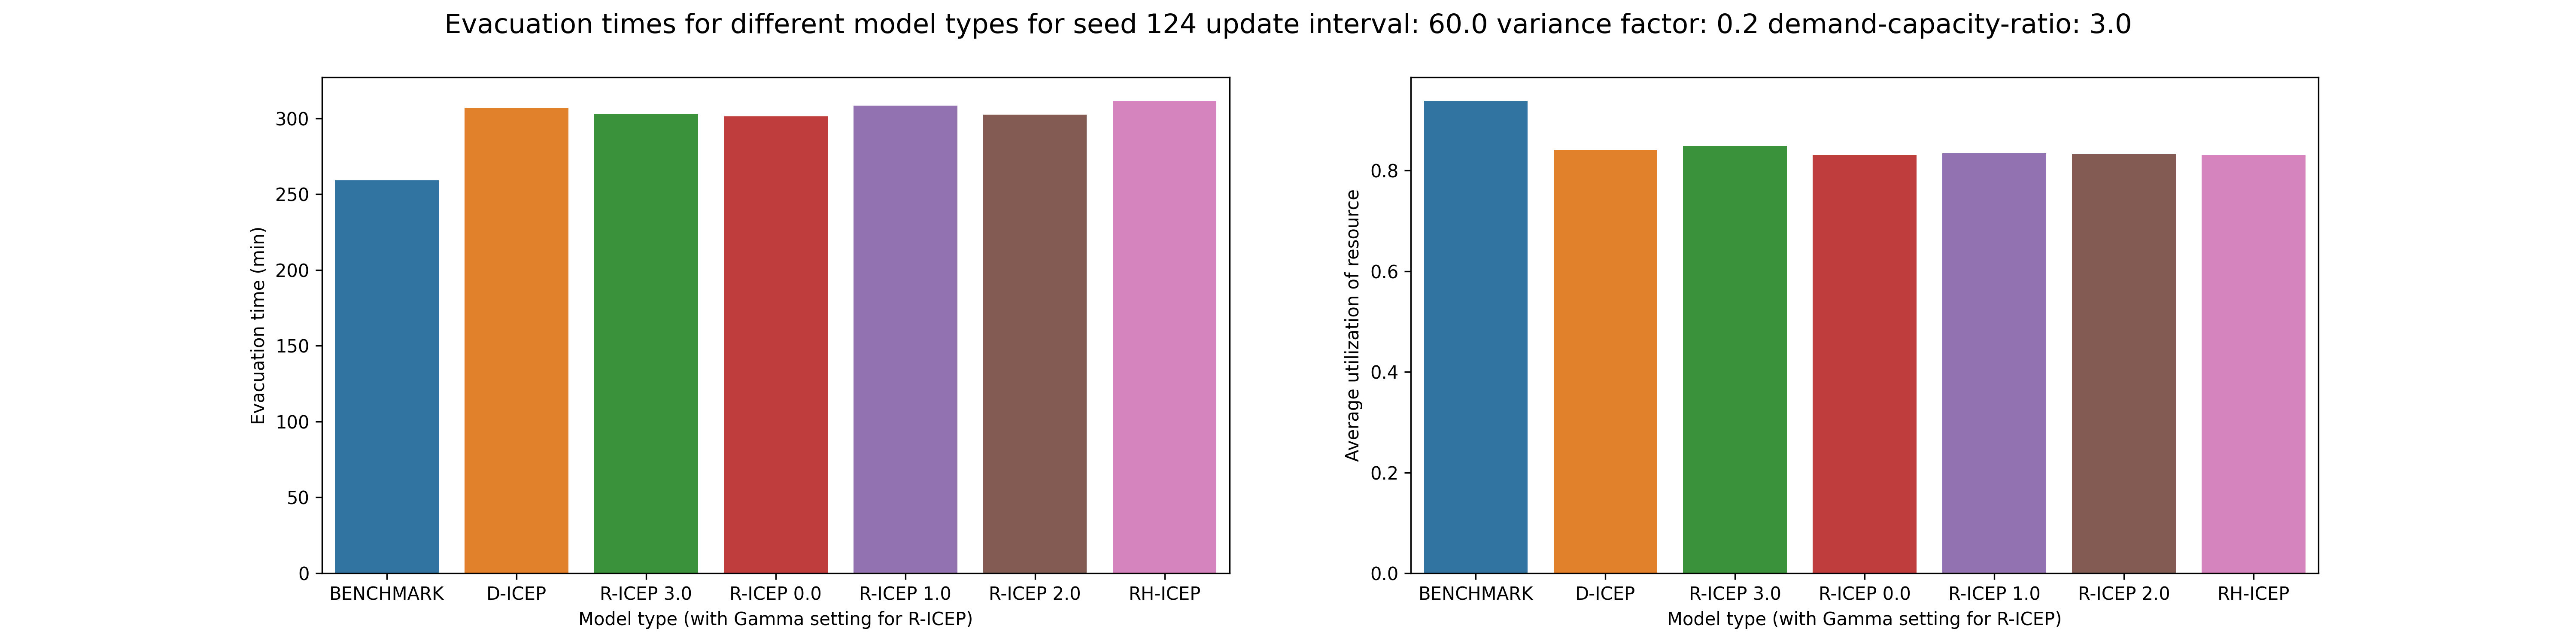 Evacuation times for different model types for seed 124 update interval: 60.0 variance factor: 0.2 demand-capacity-ratio: 3.0
Evacuation time (min)
300
250
200
150
100
50
0
BENCHMARK D-ICEP R-ICEP 3.0 R-ICEP 0.0 R-ICEP 1.0 R-ICEP 2.0 RH-ICEP
Model type (with Gamma setting for R-ICEP)
Average utilization of resource
0.8
0.6
0.4
0.2
0.0
BENCHMARK D-ICEP R-ICEP 3.0 R-ICEP 0.0 R-ICEP 1.0 R-ICEP 2.0 RH-ICEP
Model type (with Gamma setting for R-ICEP)